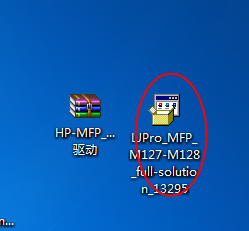 HP-MFP_...
驱动
LJPro_MFP_
M127-M128
_full-solutio
n_13295
n...